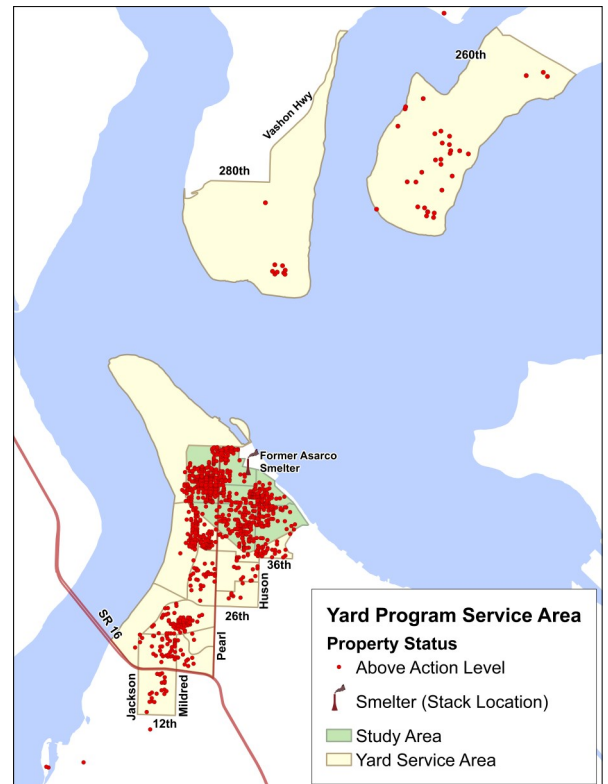 260th
Vashon Hwy
280th
Former Asarco
Smelter
36th
Huson
26th
SR 16
Pearl
Jackson
Mildred
12th
Yard Program Service Area
Property Status
Above Action Level
Smelter (Stack Location)
Study Area
Yard Service Area